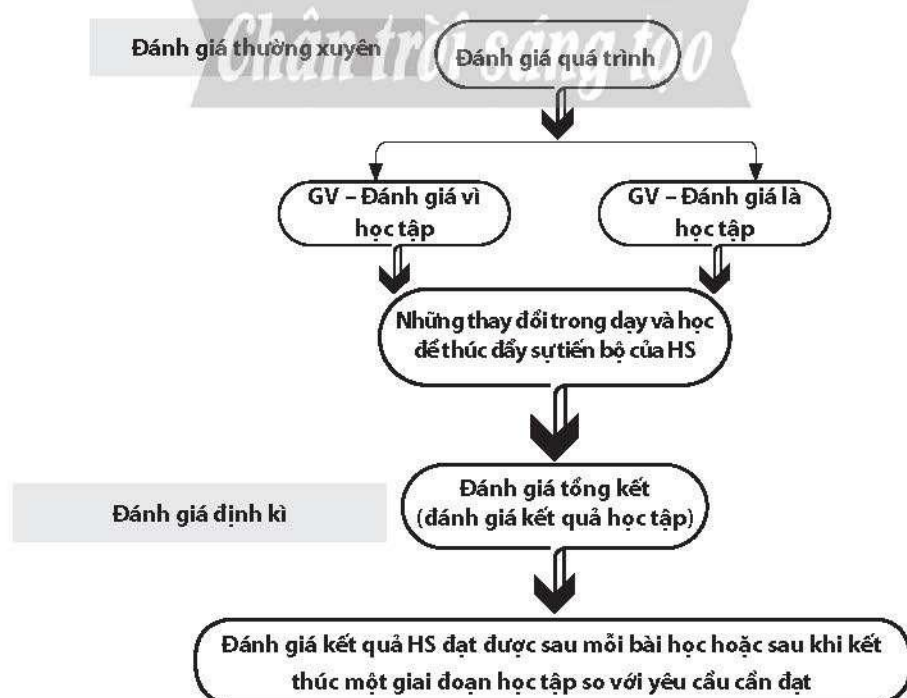 Chân trời sáng tạo
Đánh giá thường xuyên
Đánh giá quá trình
GV – Đánh giá vì
học tập
GV – Đánh giá là
học tập
Những thay đổi trong dạy và học
để thúc đẩy sự tiến bộ của HS
Đánh giá định kì
Đánh giá tổng kết
(đánh giá kết quả học tập)
Đánh giá kết quả HS đạt được sau mỗi bài học hoặc sau khi kết
thúc một giai đoạn học tập so với yêu cầu cần đạt